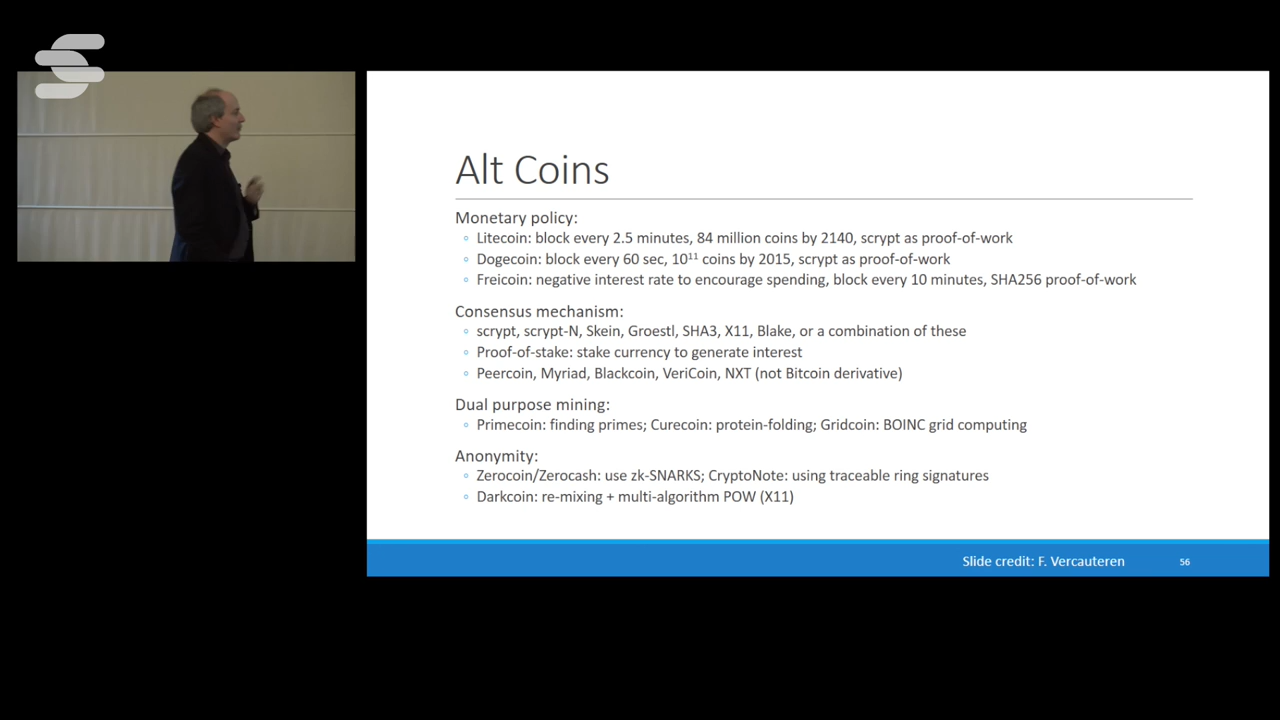 Alt Coins
Monetary policy:
◦ Litecoin: block every 2.5 minutes, 84 million coins by 2140, scrypt as proof-of-work
◦ Dogecoin: block every 60 sec, 10¹¹ coins by 2015, scrypt as proof-of-work
◦ Freicoin: negative interest rate to encourage spending, block every 10 minutes, SHA256 proof-of-work
Consensus mechanism:
◦ scrypt, scrypt-N, Skein, Groestl, SHA3, X11, Blake, or a combination of these
◦ Proof-of-stake: stake currency to generate interest
◦ Peercoin, Myriad, Blackcoin, VeriCoin, NXT (not Bitcoin derivative)
Dual purpose mining:
◦ Primecoin: finding primes; Curecoin: protein-folding; Gridcoin: BOINC grid computing
Anonymity:
◦ Zerocoin/Zerocash: use zk-SNARKS; CryptoNote: using traceable ring signatures
◦ Darkcoin: re-mixing + multi-algorithm POW (X11)
Slide credit: F. Vercauteren
56